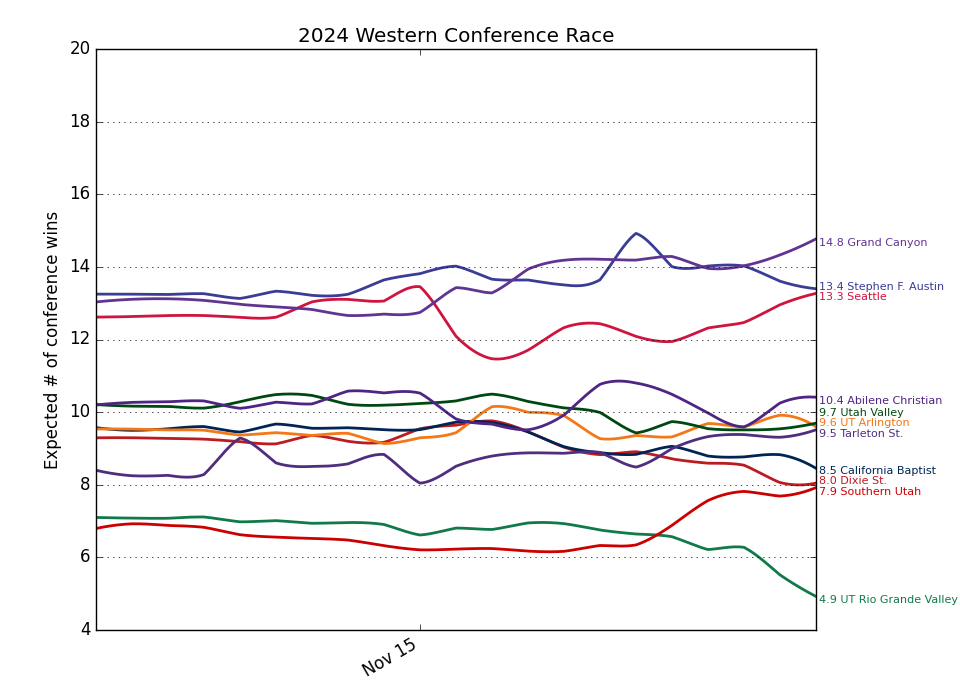 2024 Western Conference Race
Expected # of conference wins
20
18
16
14
12
10
8
6
4
Nov 15
14.8 Grand Canyon
13.4 Stephen F. Austin
13.3 Seattle
10.4 Abilene Christian
9.7 Utah Valley
9.6 UT Arlington
9.5 Tarleton St.
8.5 California Baptist
8.0 Dixie St.
7.9 Southern Utah
4.9 UT Rio Grande Valley